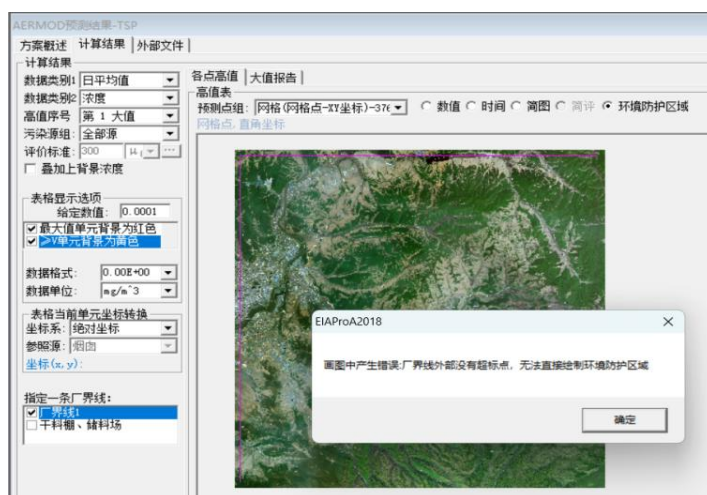 AERMOD预测结果-TSP
方案概述 计算结果 外部文件
计算结果
数据类别1 日平均值
数据类别2 浓度
高值序号 第 1 大值
污染源组: 全部源
评价标准: 300
叠加上背景浓度
表格显示选项
给定数值: 0.0001
最大值单元背景为红色
≥V单元背景为黄色
数据格式: 0.00E+00
数据单位: mg/m^3
表格当前单元坐标转换
坐标系: 绝对坐标
参照源: 烟囱
坐标(x,y):
指定一条厂界线:
厂界线1
干料棚、储料场
各点高值 大值报告
高值表
预测点组: 网格(网格点-XY坐标)-376 数值 时间 简图 简评 环境防护区域
网格点, 直角坐标
EIAProA2018
画图中产生错误:厂界线外部没有超标点, 无法直接绘制环境防护区域
确定